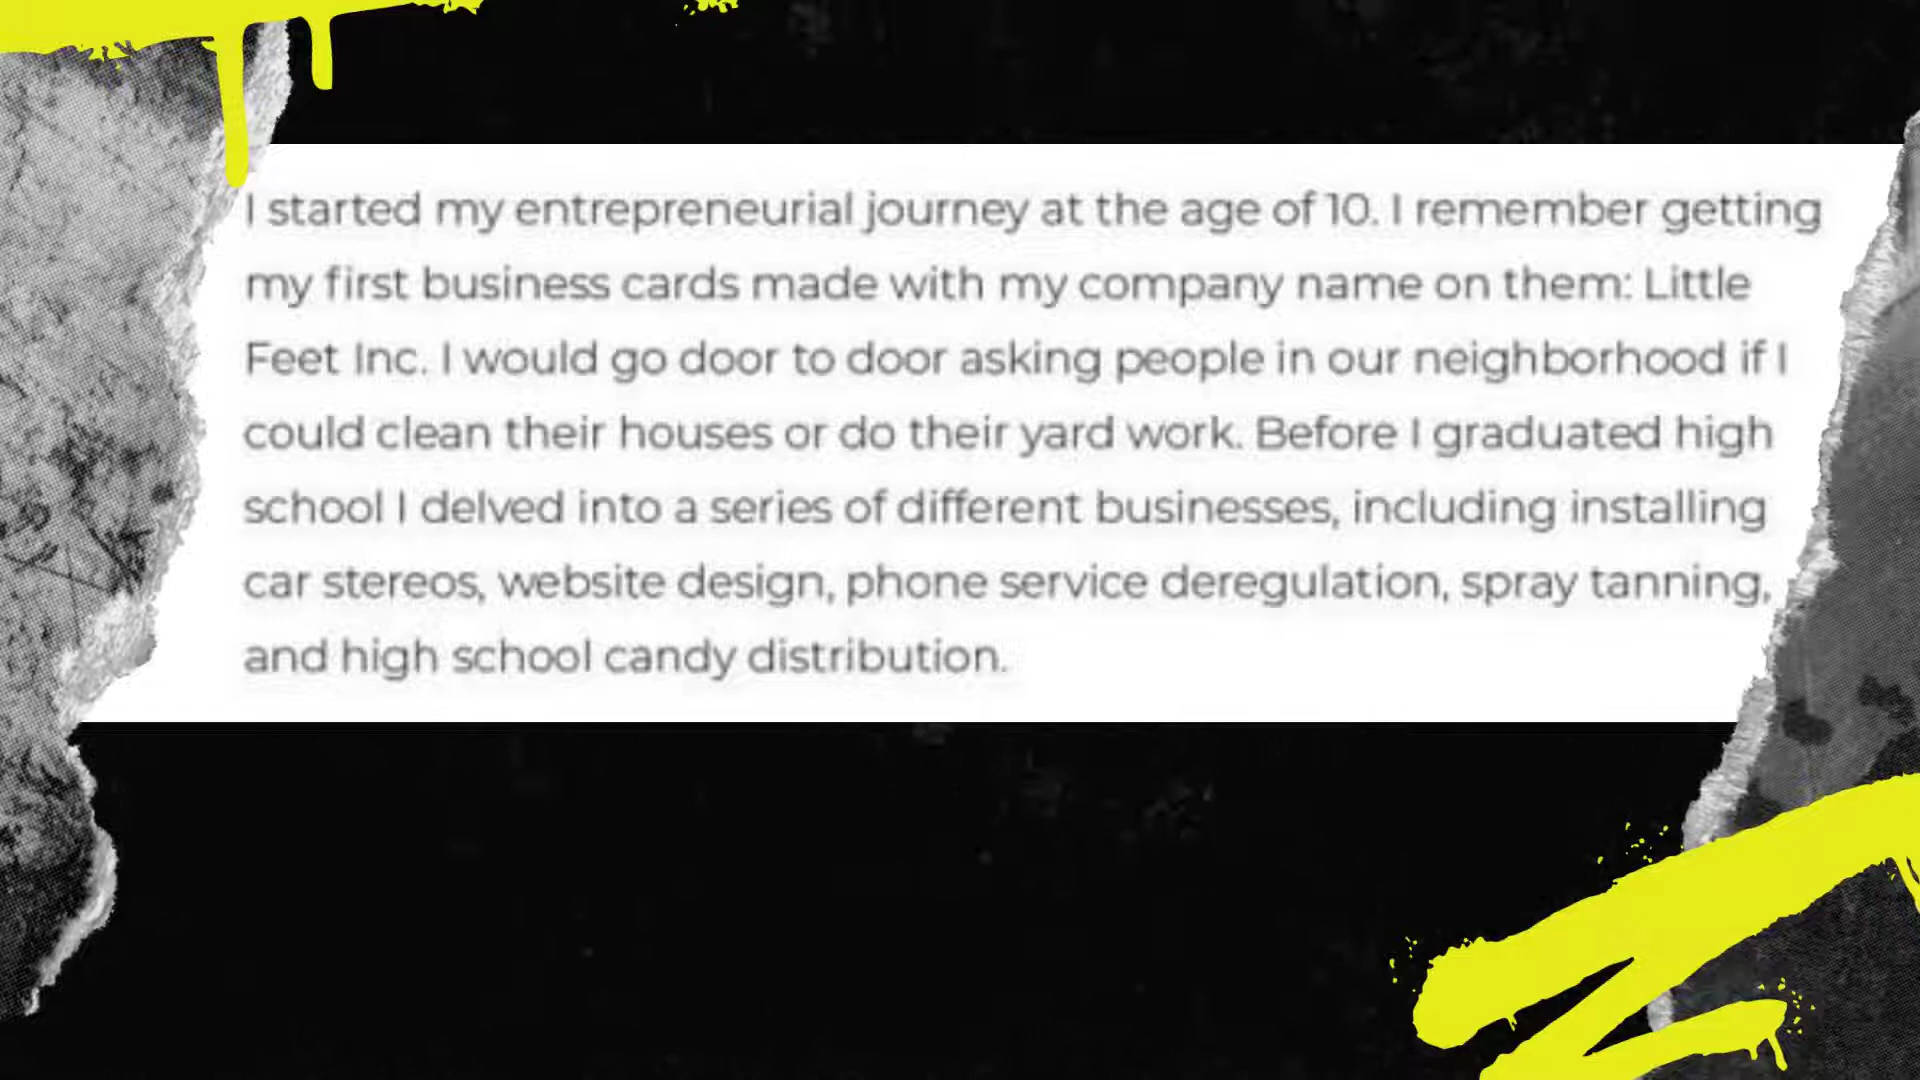 I started my entrepreneurial journey at the age of 10. I remember getting
my first business cards made with my company name on them: Little
Feet Inc. I would go door to door asking people in our neighborhood if I
could clean their houses or do their yard work. Before I graduated high
school I delved into a series of different businesses, including installing
car stereos, website design, phone service deregulation, spray tanning,
and high school candy distribution.